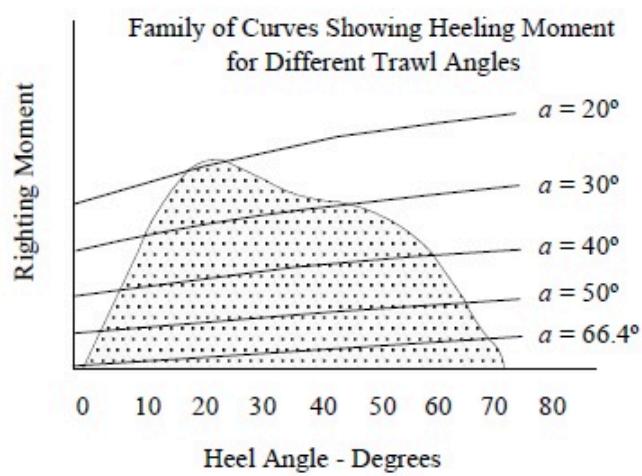 Family of Curves Showing Heeling Moment
for Different Trawl Angles
Righting Moment
a = 20º
a = 30º
a = 40º
a = 50º
a = 66.4º
0 10 20 30 40 50 60 70 80
Heel Angle - Degrees